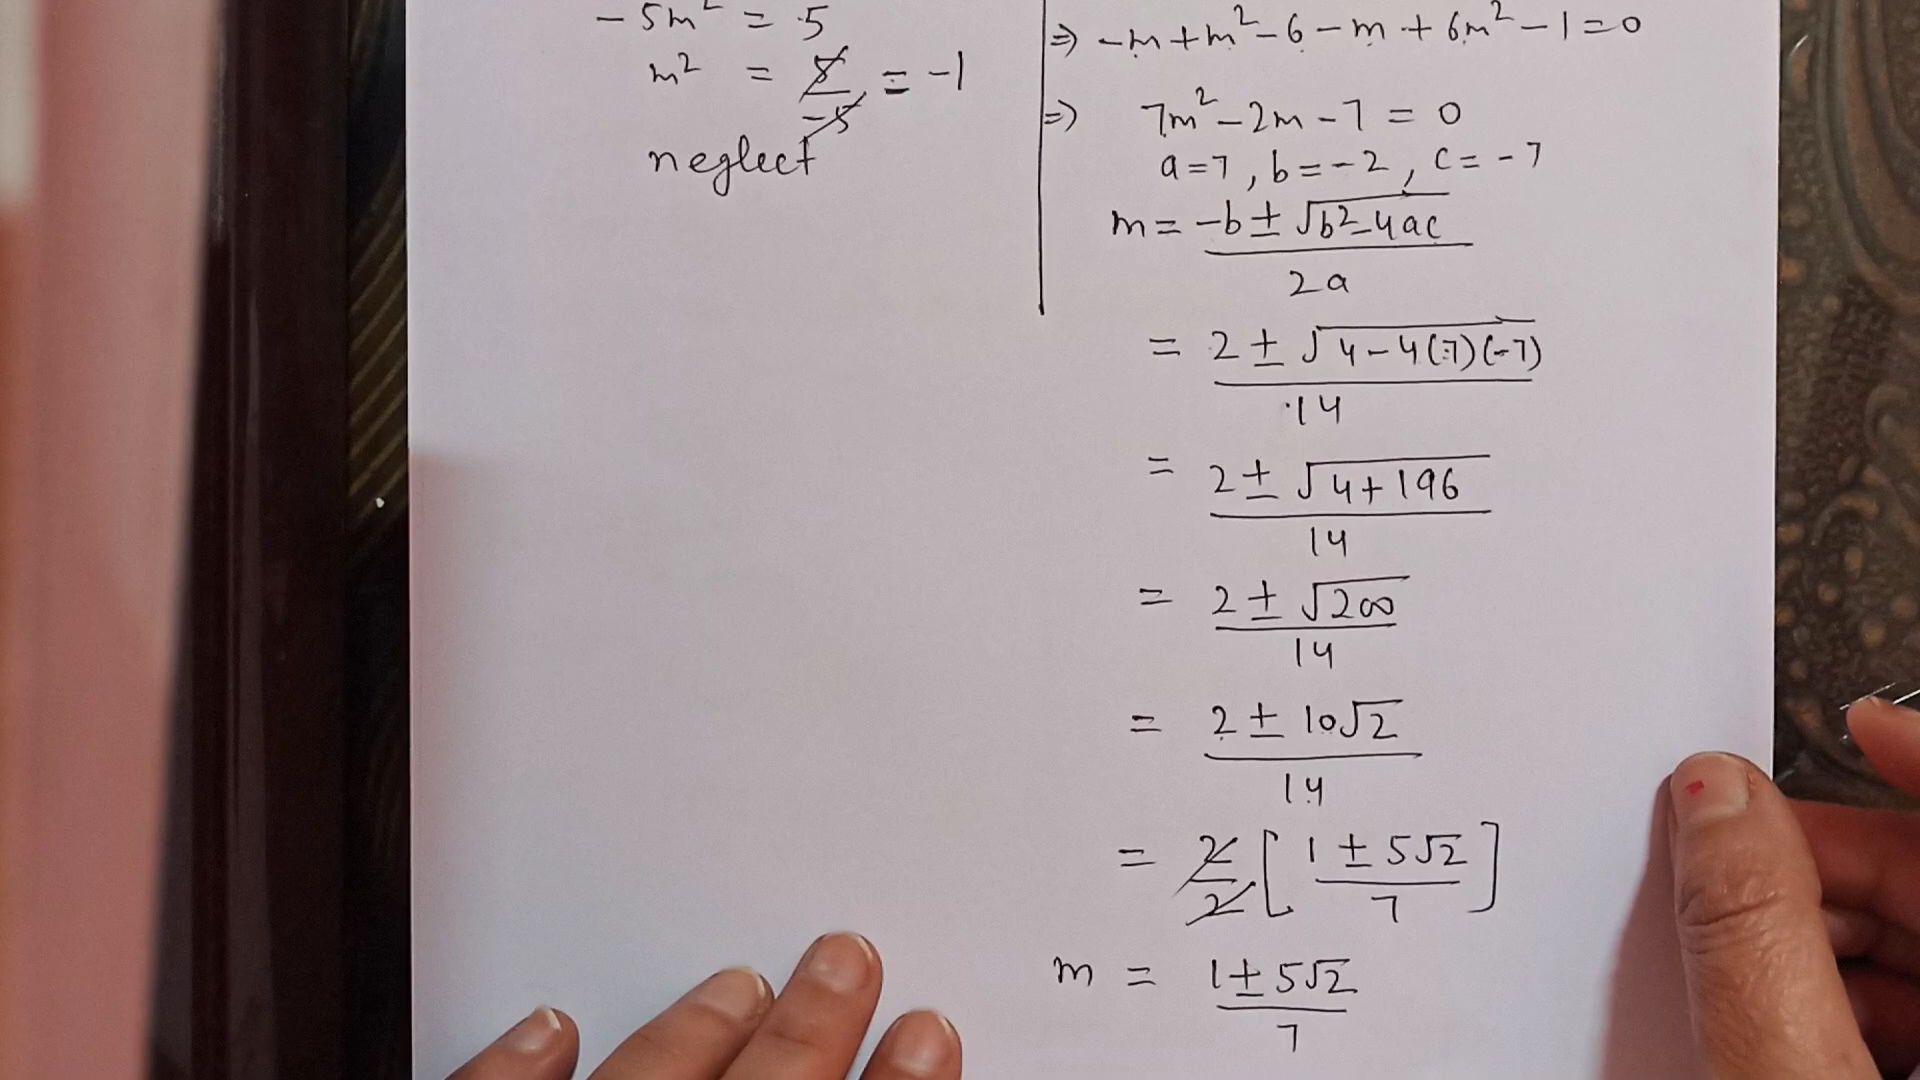 - 5m² = 5
m² = 5/-5 = -1
neglect
⇒ -m+m²-6-m+6m²-1=0
⇒ 7m²-2m-7 = 0
a=7, b=-2, c=-7
m = -b±√b²-4ac / 2a
= 2±√4-4(7)(-7) / 14
= 2±√4+196 / 14
= 2±√200 / 14
= 2±10√2 / 14
= 2/2 [1±5√2 / 7]
m = 1±5√2 / 7